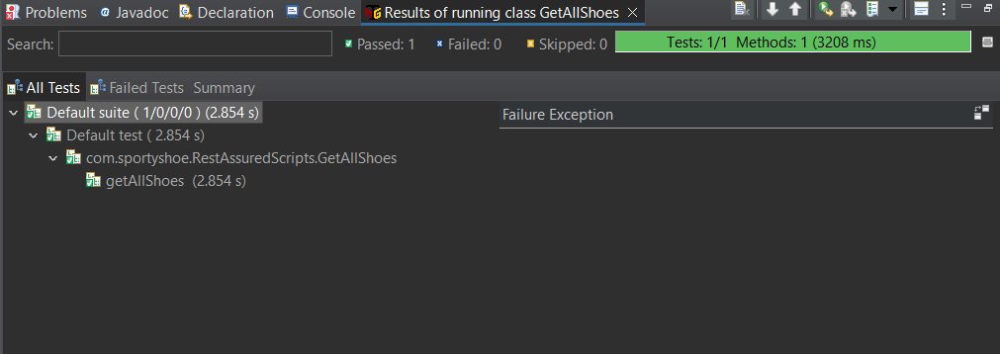 Problems @ Javadoc Declaration Console Results of running class GetAllShoes
Search: Passed: 1 Failed: 0 Skipped: 0 Tests: 1/1 Methods: 1 (3208 ms)
All Tests Failed Tests Summary
Default suite ( 1/0/0/0 ) (2.854 s) Failure Exception
Default test ( 2.854 s)
com.sportyshoe.RestAssuredScripts.GetAllShoes
getAllShoes (2.854 s)